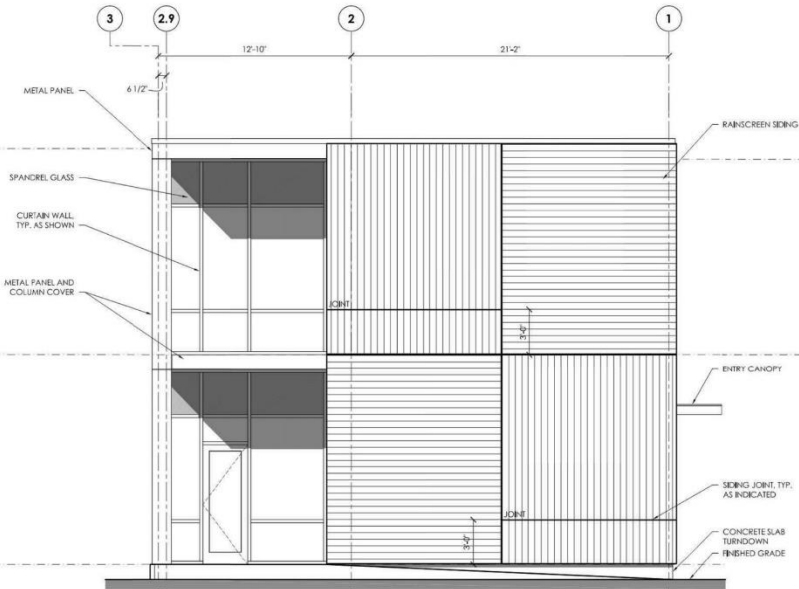 3
2.9
2
1
12'-10"
21'-2"
6 1/2"
METAL PANEL
RAINSCREEN SIDING
SPANDREL GLASS
CURTAIN WALL,
TYP. AS SHOWN
METAL PANEL AND
COLUMN COVER
JOINT
3'-0"
ENTRY CANOPY
SIDING JOINT, TYP.
AS INDICATED
JOINT
3'-0"
CONCRETE SLAB
TURNDOWN
FINISHED GRADE